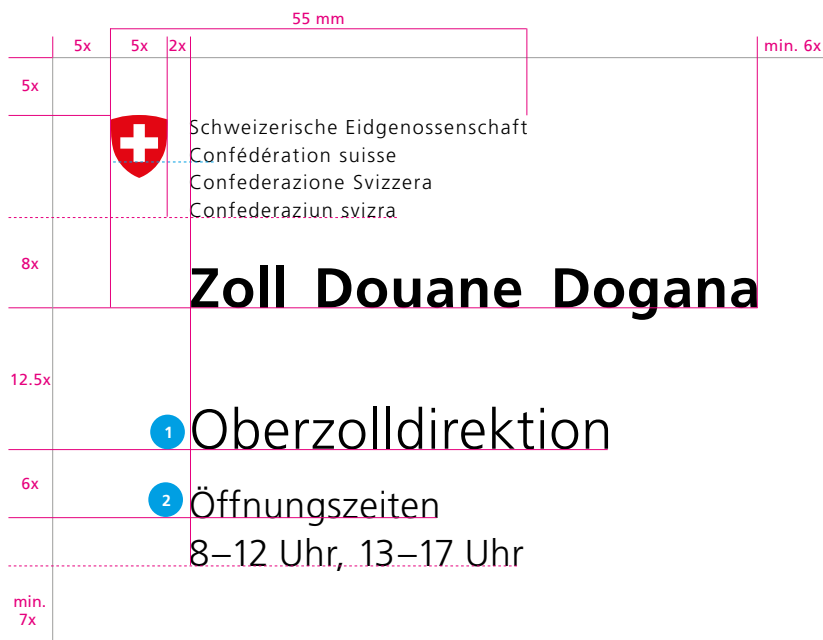 55 mm
5x 5x 2x min. 6x
5x
Schweizerische Eidgenossenschaft
Confédération suisse
Confederazione Svizzera
Confederaziun svizra
8x
Zoll Douane Dogana
12.5x
1 Oberzolldirektion
6x
2 Öffnungszeiten
8–12 Uhr, 13–17 Uhr
min.
7x